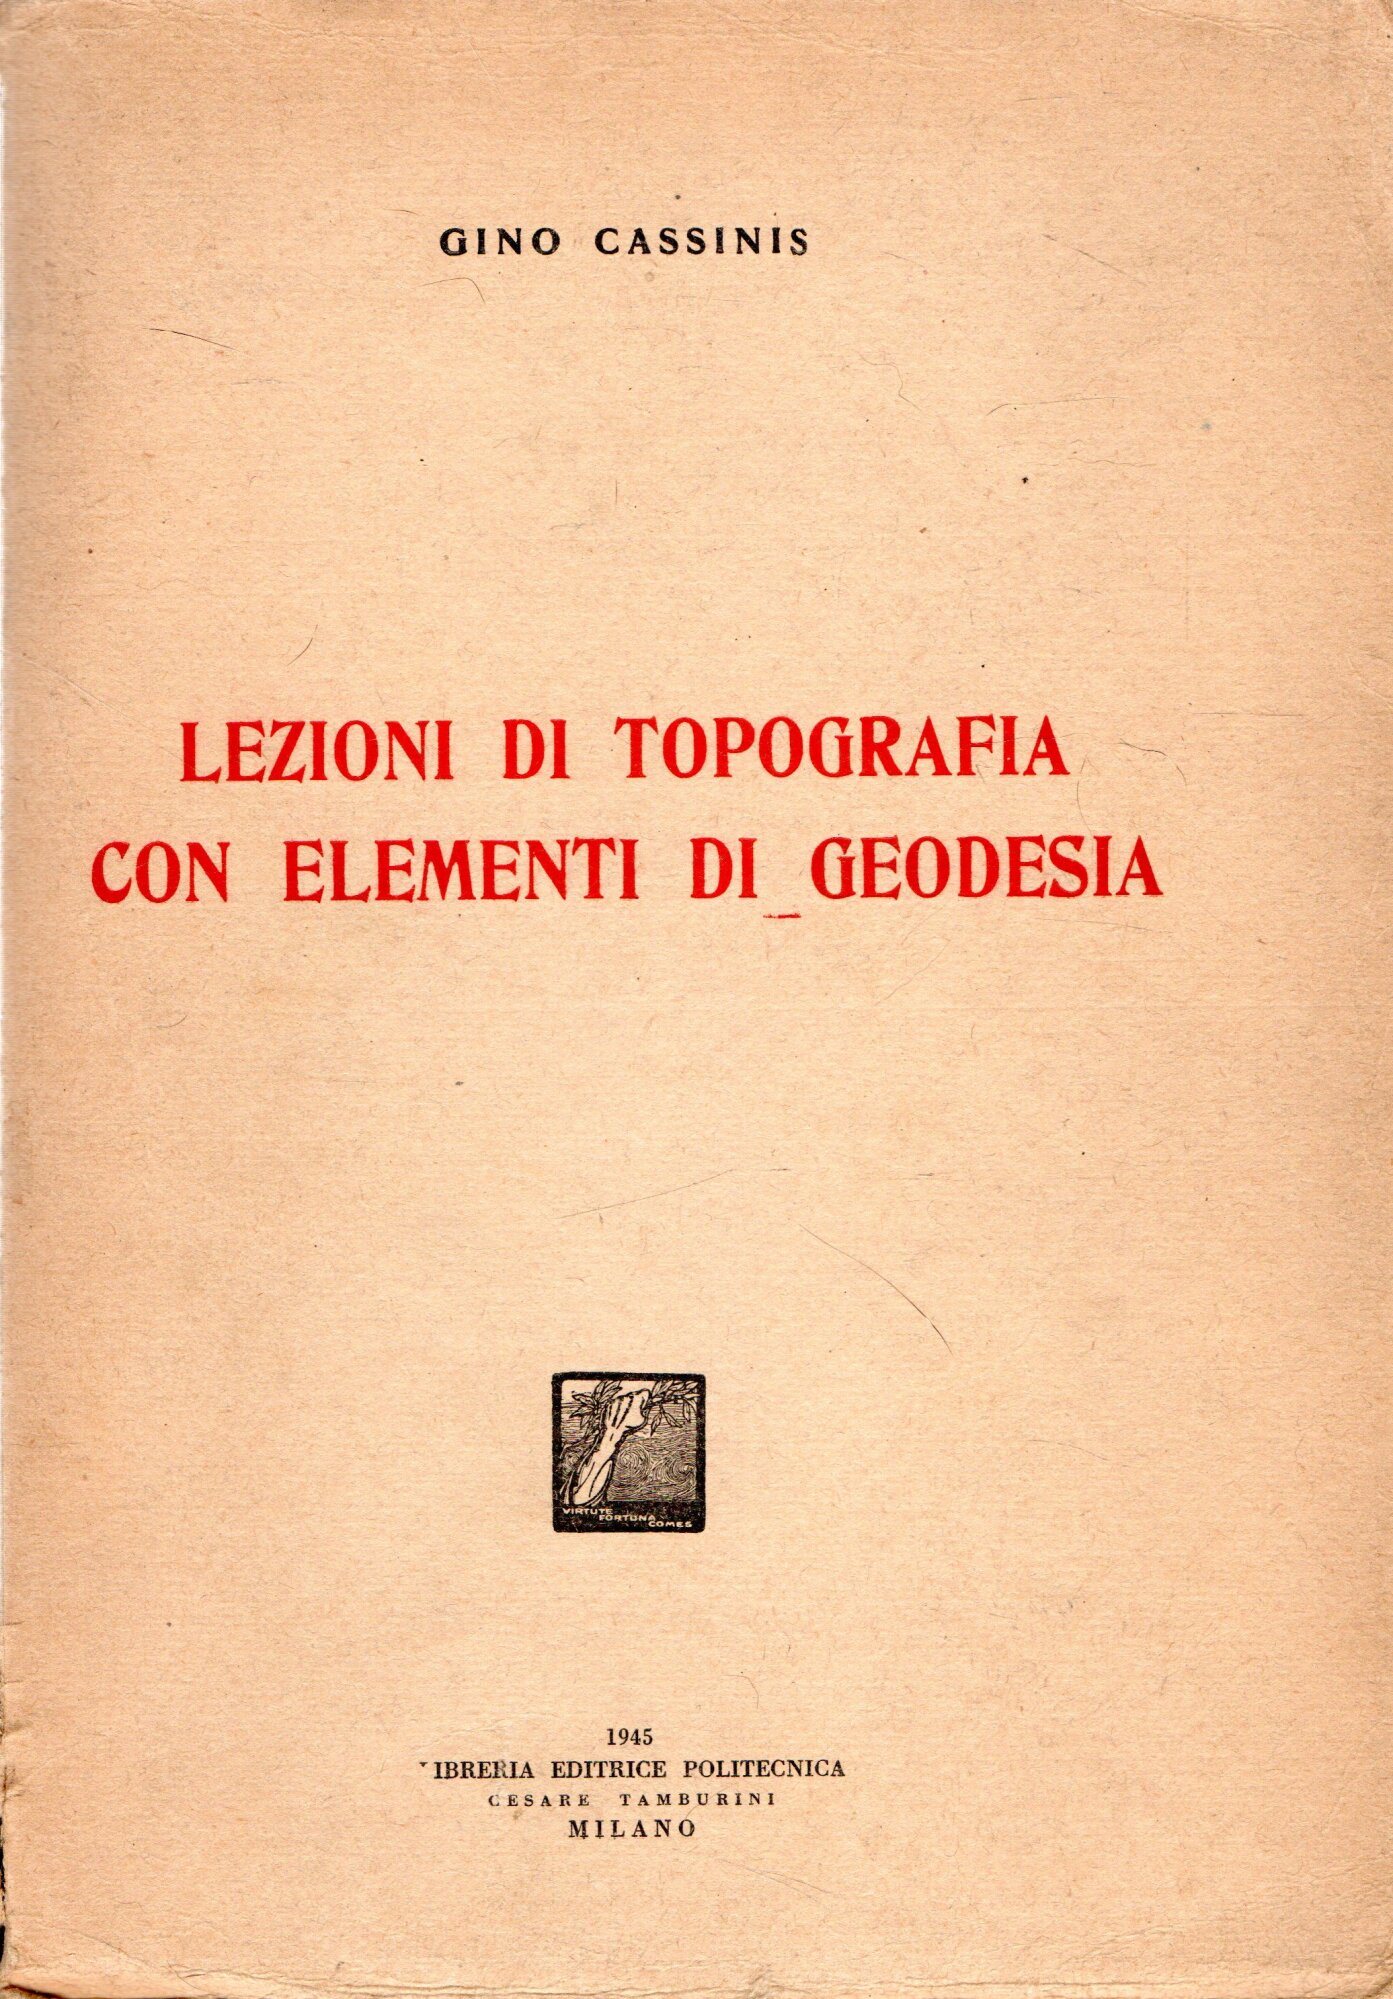 GINO CASSINIS
LEZIONI DI TOPOGRAFIA
CON ELEMENTI DI GEODESIA
VIRTUTE
FORTUNA
COMES
1945
IBRERIA EDITRICE POLITECNICA
CESARE TAMBURINI
MILANO